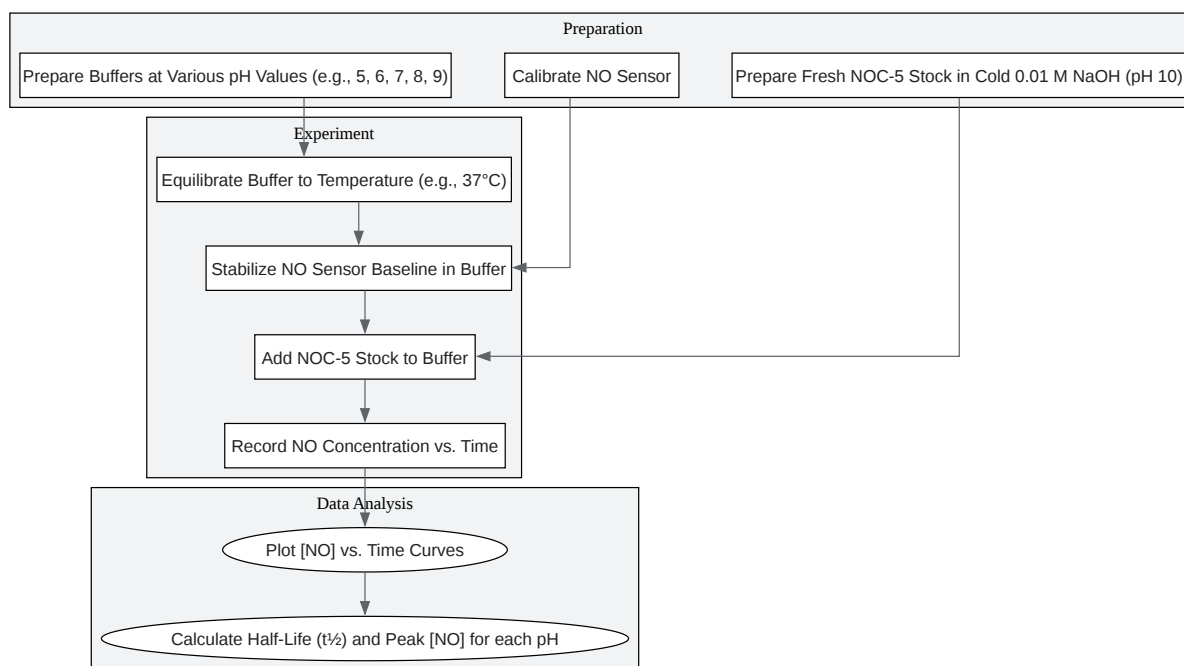 Preparation
Prepare Buffers at Various pH Values (e.g., 5, 6, 7, 8, 9)
Calibrate NO Sensor
Prepare Fresh NOC-5 Stock in Cold 0.01 M NaOH (pH 10)
Experiment
Equilibrate Buffer to Temperature (e.g., 37°C)
Stabilize NO Sensor Baseline in Buffer
Add NOC-5 Stock to Buffer
Record NO Concentration vs. Time
Data Analysis
Plot [NO] vs. Time Curves
Calculate Half-Life (t½) and Peak [NO] for each pH